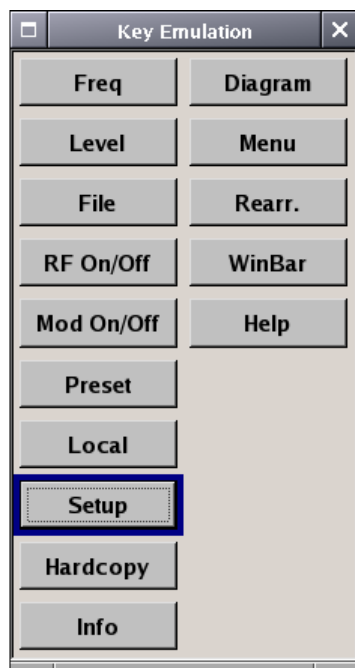 Key Emulation
Freq
Diagram
Level
Menu
File
Rearr.
RF On/Off
WinBar
Mod On/Off
Help
Preset
Local
Setup
Hardcopy
Info